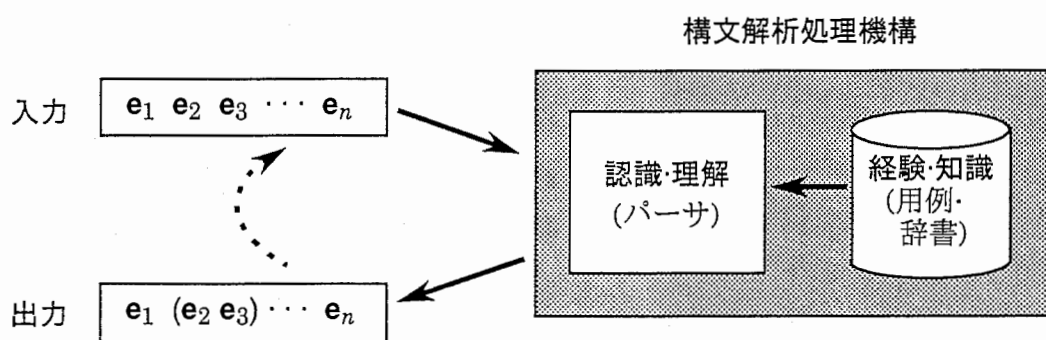 構文解析処理機構
入力
e1 e2 e3 ··· en
認識·理解
(パーサ)
経験·知識
(用例·
辞書)
出力
e1 (e2 e3) ··· en